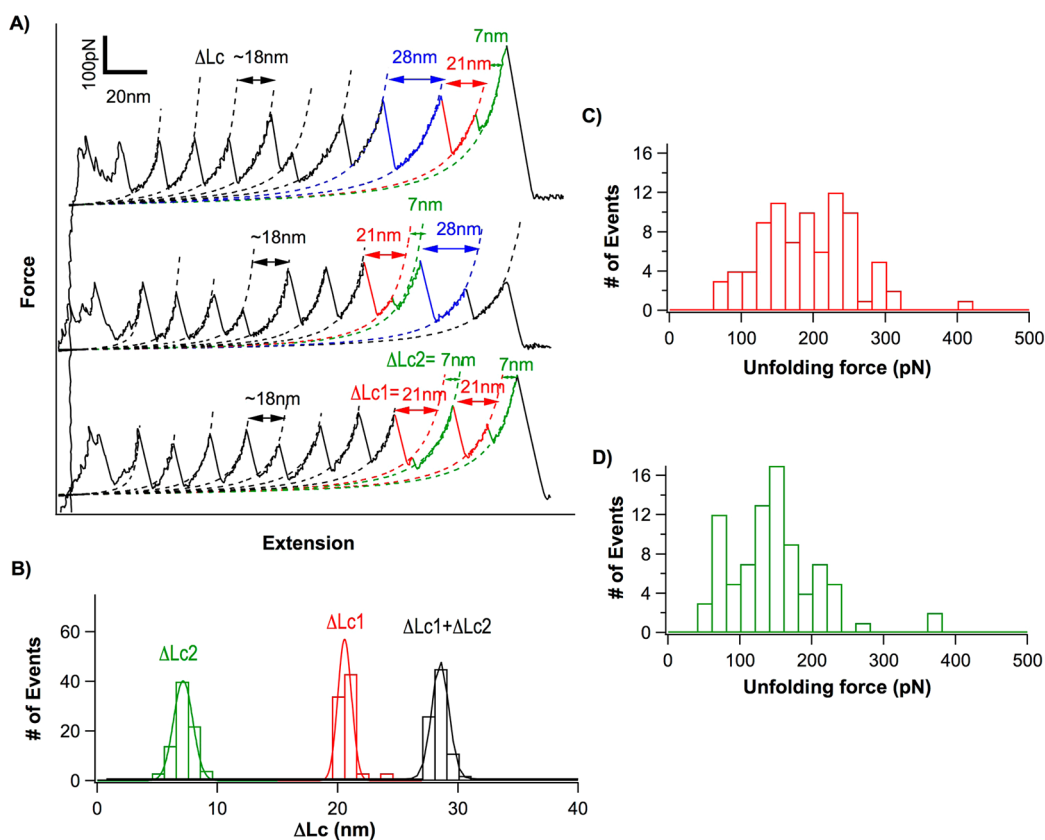 A)
100pN
20nm
ΔLc ~18nm
28nm
21nm
7nm
~18nm
21nm
7nm
28nm
~18nm
ΔLc1= 21nm
ΔLc2= 7nm
21nm
7nm
Force
Extension
B)
# of Events
60
40
20
0
ΔLc2
ΔLc1
ΔLc1+ΔLc2
0 10 20 30 40
ΔLc (nm)
C)
# of Events
16
12
8
4
0
0 100 200 300 400 500
Unfolding force (pN)
D)
# of Events
16
12
8
4
0
0 100 200 300 400 500
Unfolding force (pN)